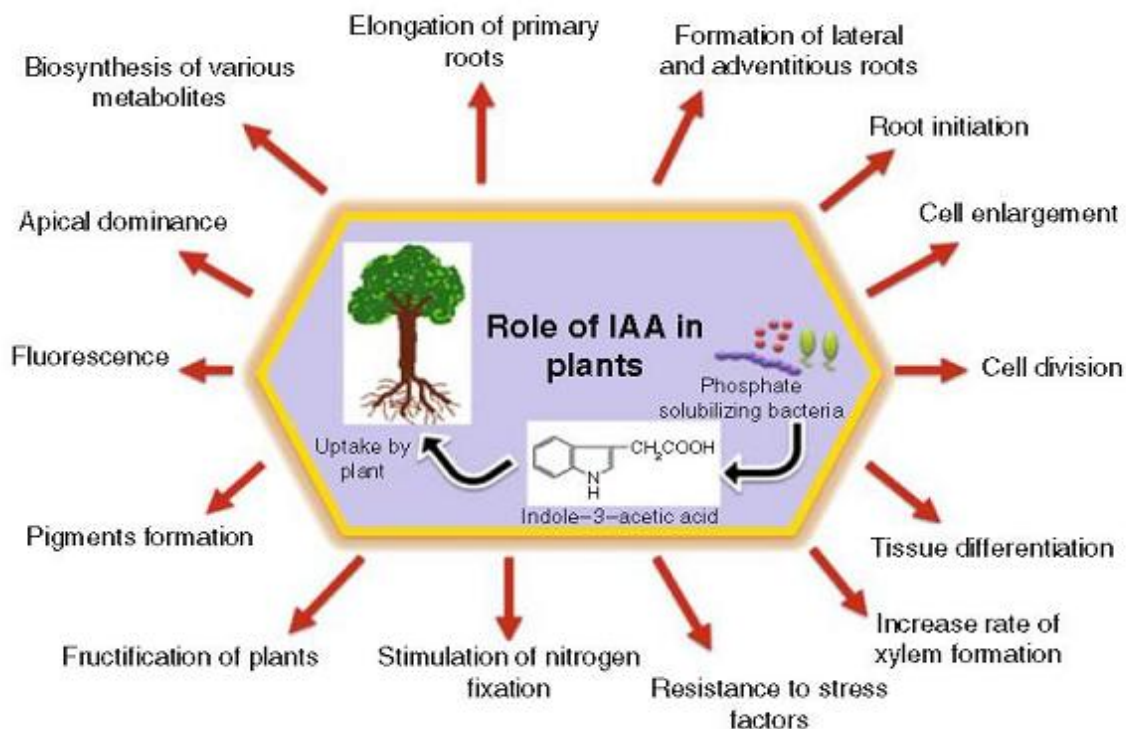 Elongation of primary
roots
Formation of lateral
and adventitious roots
Biosynthesis of various
metabolites
Root initiation
Apical dominance
Cell enlargement
Fluorescence
Cell division
Role of IAA in
plants
Phosphate
solubilizing bacteria
Uptake by
plant
CH2COOH
N
H
Indole–3–acetic acid
Pigments formation
Tissue differentiation
Fructification of plants
Stimulation of nitrogen
fixation
Resistance to stress
factors
Increase rate of
xylem formation